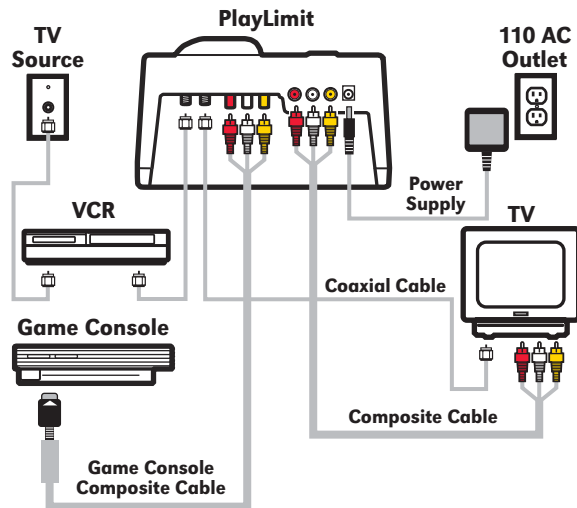 PlayLimit
TV
Source
110 AC
Outlet
Power
Supply
VCR
TV
Coaxial Cable
Game Console
Composite Cable
Game Console
Composite Cable